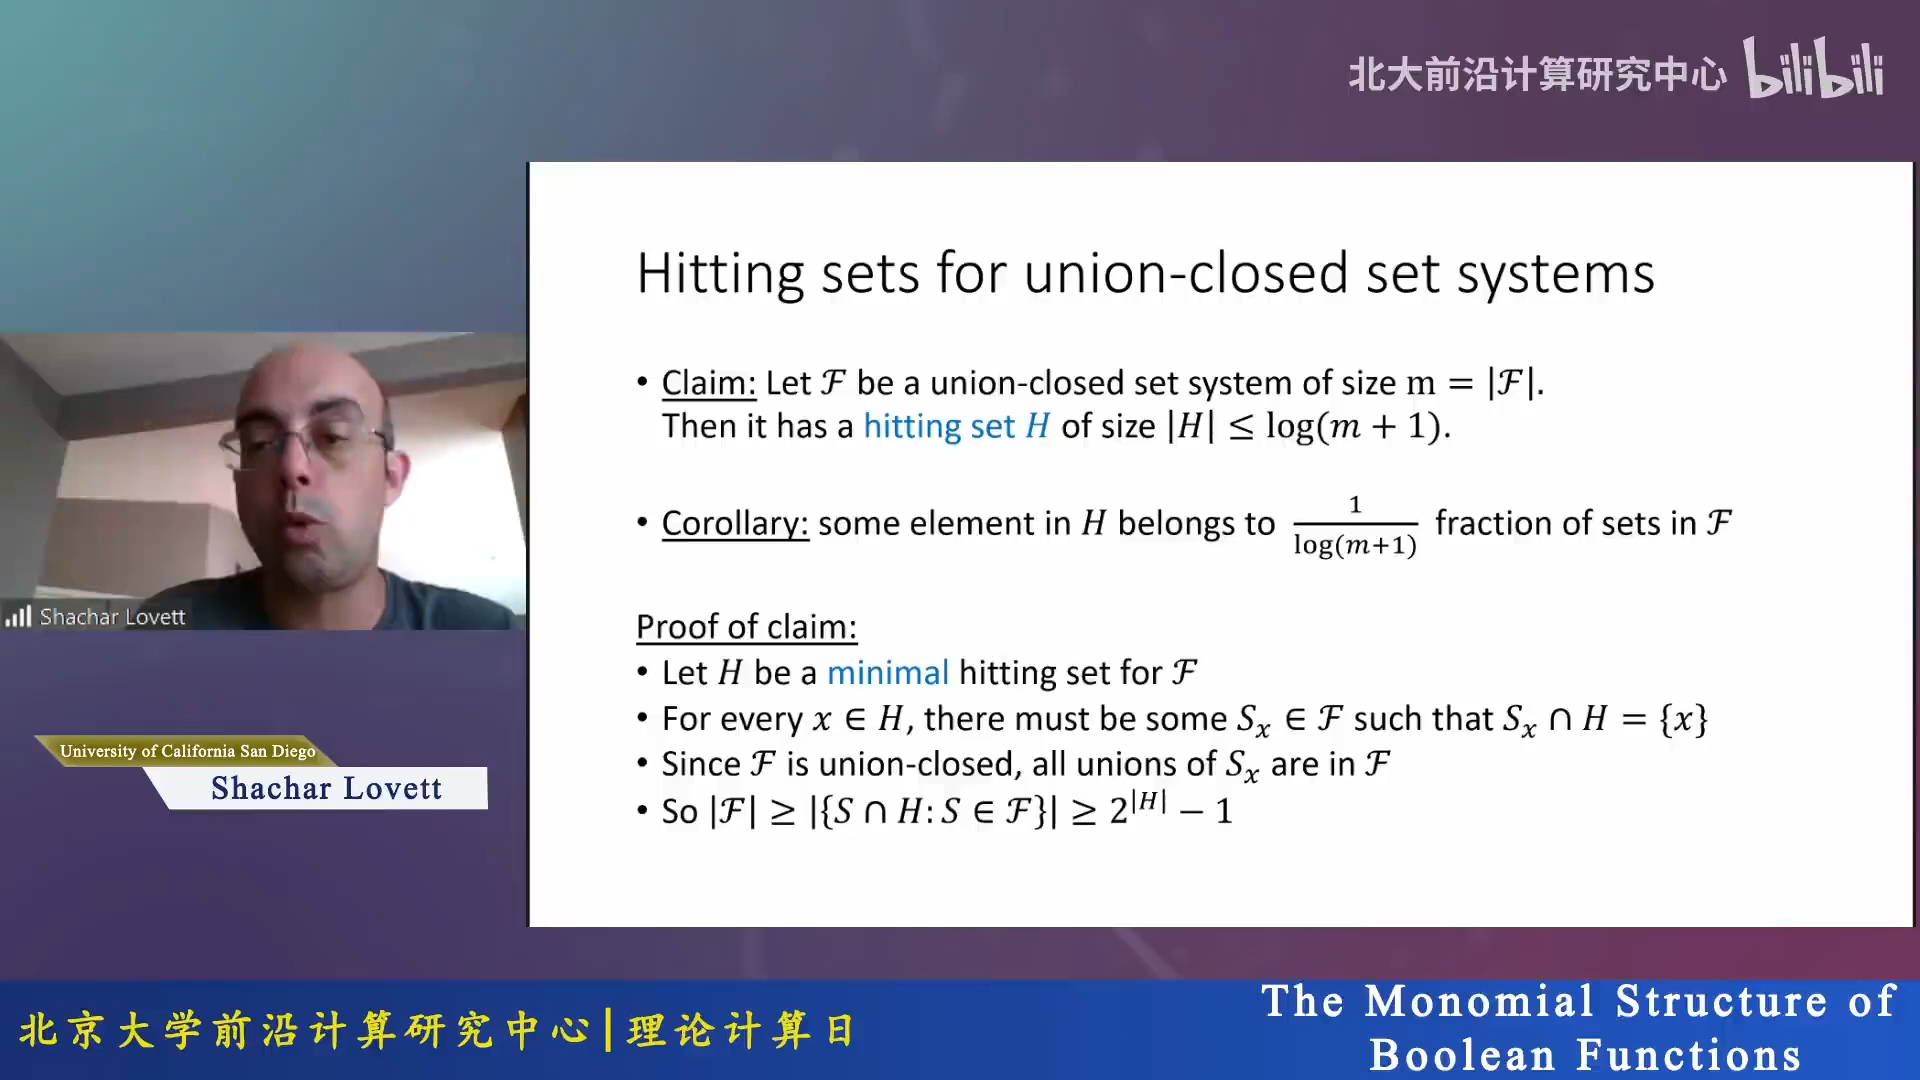 北大前沿计算研究中心 bilibili
Hitting sets for union-closed set systems
• Claim: Let ℱ be a union-closed set system of size m = |ℱ|.
Then it has a hitting set H of size |H| ≤ log(m + 1).
• Corollary: some element in H belongs to 1/log(m+1) fraction of sets in ℱ
Proof of claim:
• Let H be a minimal hitting set for ℱ
• For every x ∈ H, there must be some Sₓ ∈ ℱ such that Sₓ ∩ H = {x}
• Since ℱ is union-closed, all unions of Sₓ are in ℱ
• So |ℱ| ≥ |{S ∩ H: S ∈ ℱ}| ≥ 2^|H| − 1
Shachar Lovett
University of California San Diego
Shachar Lovett
北京大学前沿计算研究中心|理论计算日
The Monomial Structure of
Boolean Functions